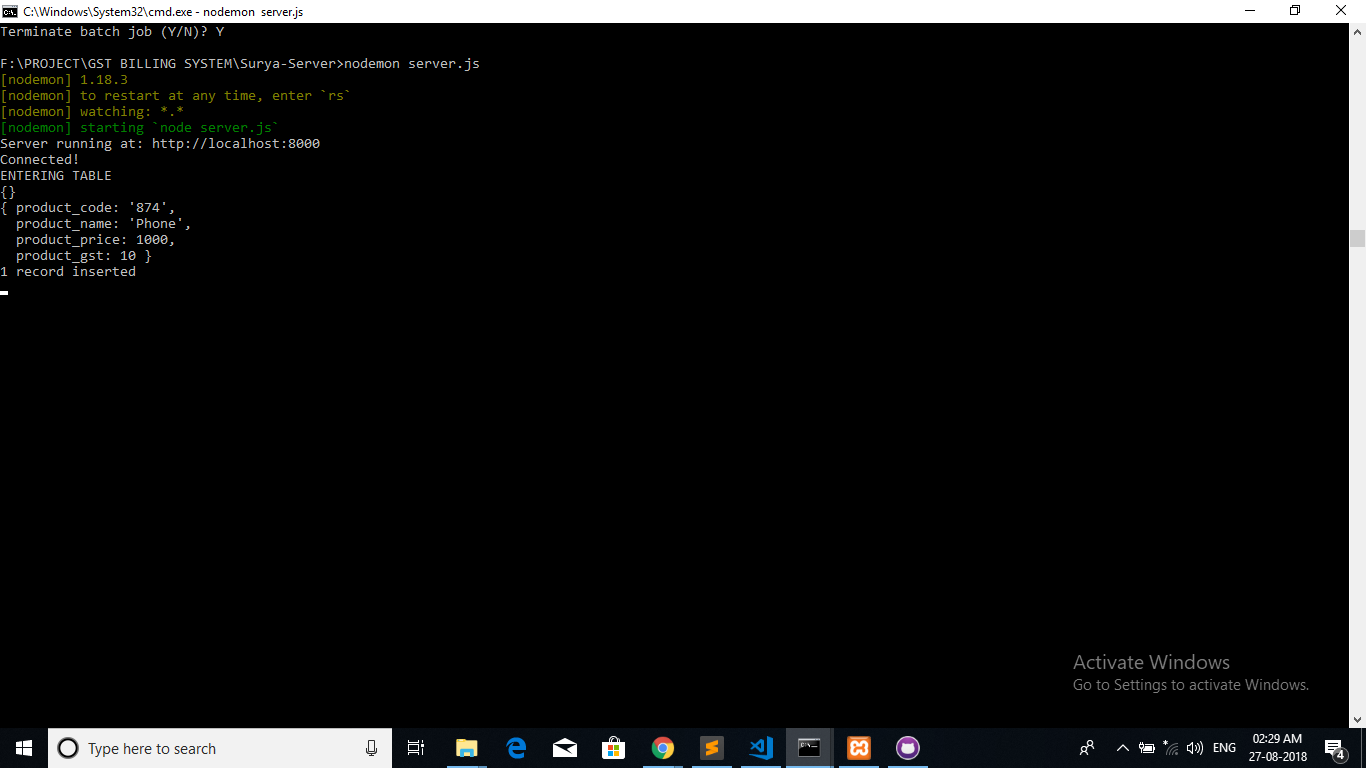 C:\Windows\System32\cmd.exe - nodemon  server.js
Terminate batch job (Y/N)? Y
F:\PROJECT\GST BILLING SYSTEM\Surya-Server>nodemon server.js
[nodemon] 1.18.3
[nodemon] to restart at any time, enter `rs`
[nodemon] watching: *.*
[nodemon] starting `node server.js`
Server running at: http://localhost:8000
Connected!
ENTERING TABLE
{}
{ product_code: '874',
  product_name: 'Phone',
  product_price: 1000,
  product_gst: 10 }
1 record inserted
Activate Windows
Go to Settings to activate Windows.
Type here to search
ENG
02:29 AM
27-08-2018
4